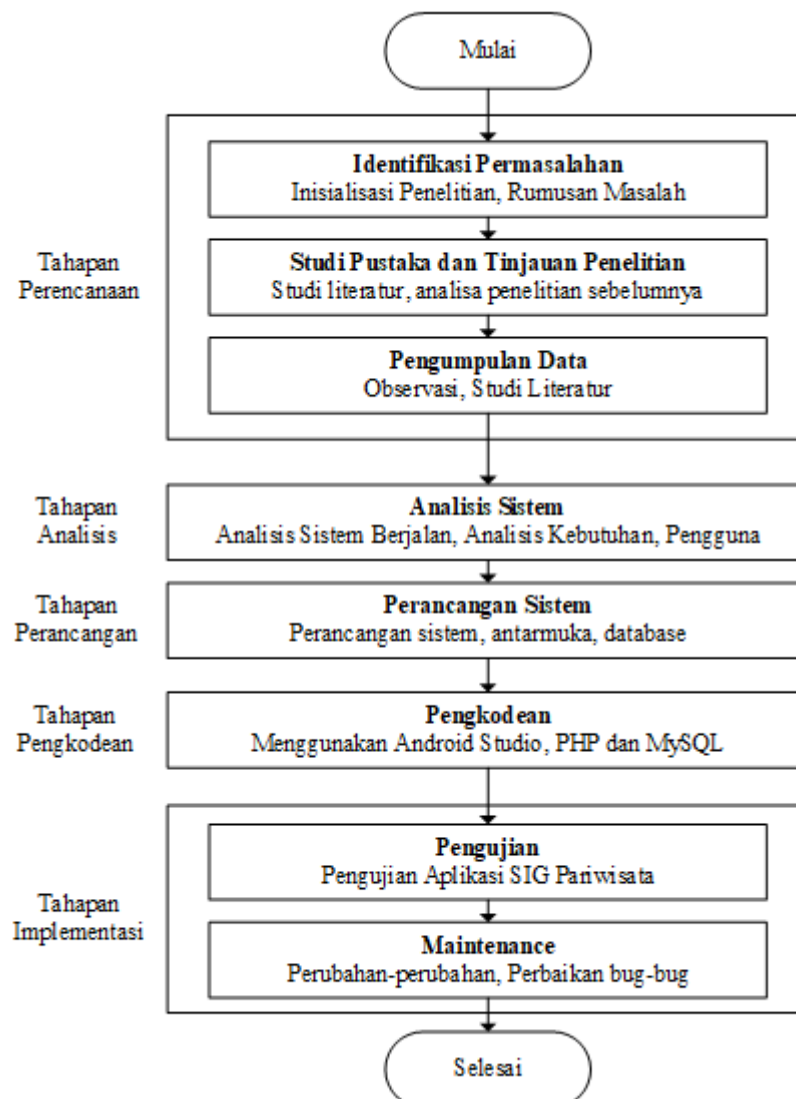 Mulai
Tahapan
Perencanaan
Identifikasi Permasalahan
Inisialisasi Penelitian, Rumusan Masalah
Studi Pustaka dan Tinjauan Penelitian
Studi literatur, analisa penelitian sebelumnya
Pengumpulan Data
Observasi, Studi Literatur
Tahapan
Analisis
Analisis Sistem
Analisis Sistem Berjalan, Analisis Kebutuhan, Pengguna
Tahapan
Perancangan
Perancangan Sistem
Perancangan sistem, antarmuka, database
Tahapan
Pengkodean
Pengkodean
Menggunakan Android Studio, PHP dan MySQL
Tahapan
Implementasi
Pengujian
Pengujian Aplikasi SIG Pariwisata
Maintenance
Perubahan-perubahan, Perbaikan bug-bug
Selesai